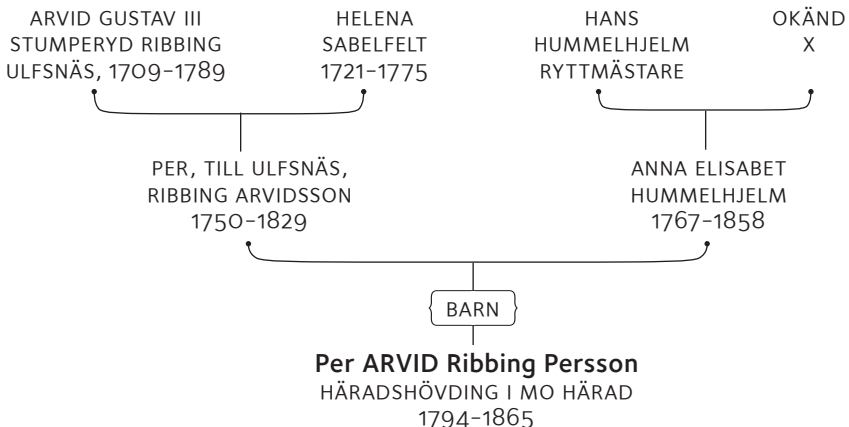 ARVID GUSTAV III
STUMPERYD RIBBING
ULFSNÄS, 1709–1789
HELENA
SABELFELT
1721–1775
HANS
HUMMELHJELM
RYTTMÄSTARE
OKÄND
X
PER, TILL ULFSNÄS,
RIBBING ARVIDSSON
1750–1829
ANNA ELISABET
HUMMELHJELM
1767–1858
BARN
Per ARVID Ribbing Persson
HÄRADSHÖVDING I MO HÄRAD
1794–1865